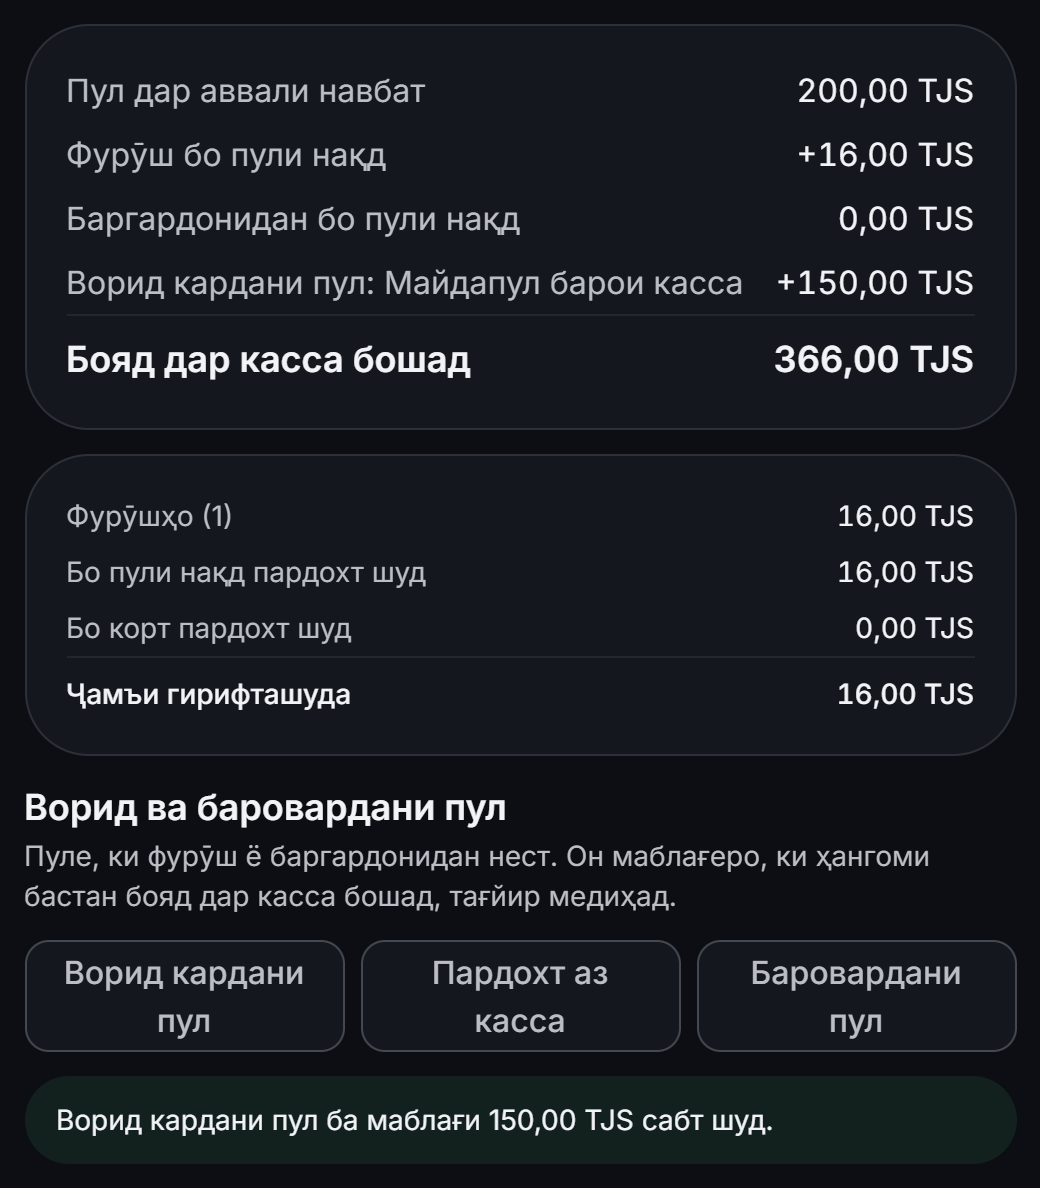 Пул дар аввали навбат 200,00 TJS
Фурӯш бо пули нақд +16,00 TJS
Баргардонидан бо пули нақд 0,00 TJS
Ворид кардани пул: Майдапул барои касса +150,00 TJS
Бояд дар касса бошад 366,00 TJS
Фурӯшҳо (1) 16,00 TJS
Бо пули нақд пардохт шуд 16,00 TJS
Бо корт пардохт шуд 0,00 TJS
Ҷамъи гирифташуда 16,00 TJS
Ворид ва баровардани пул
Пуле, ки фурӯш ё баргардонидан нест. Он маблағеро, ки ҳангоми
бастан бояд дар касса бошад, тағйир медиҳад.
Ворид кардани пул
Пардохт аз касса
Баровардани пул
Ворид кардани пул ба маблағи 150,00 TJS сабт шуд.